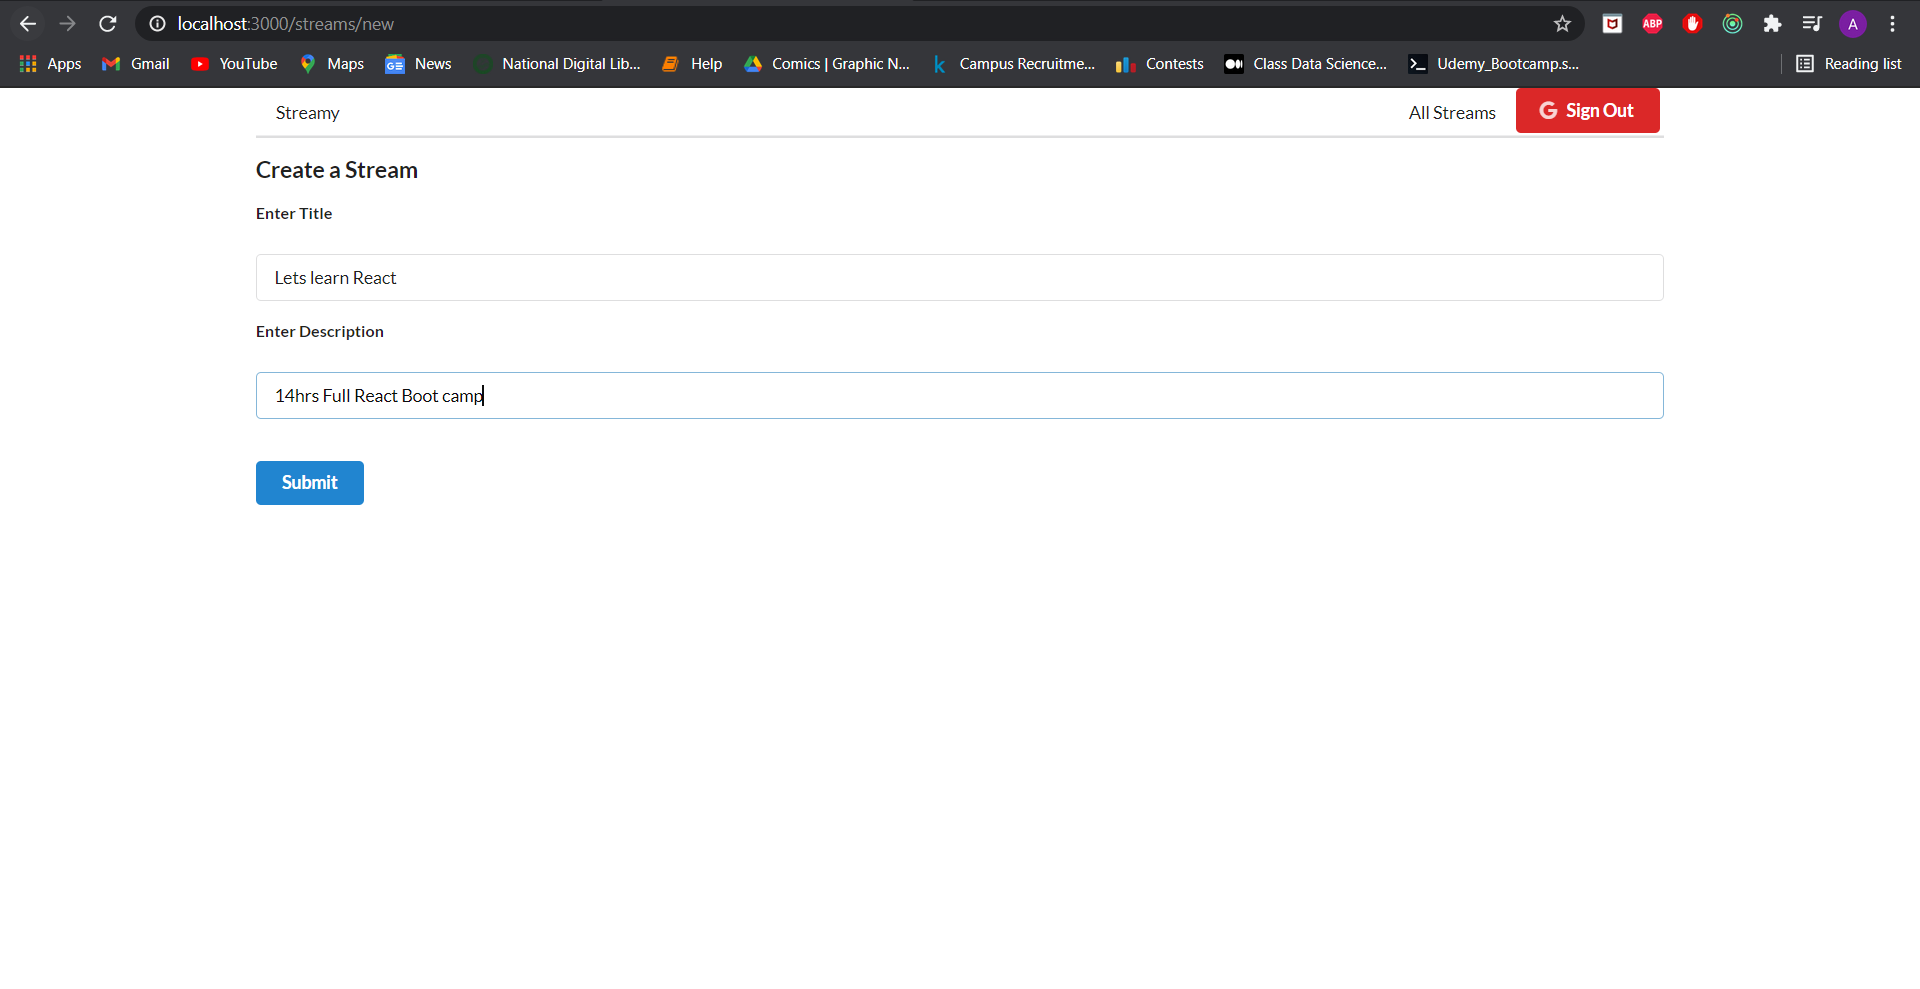 localhost:3000/streams/new
ABP
A
Apps Gmail YouTube Maps News National Digital Lib... Help Comics | Graphic N... Campus Recruitme... Contests Class Data Science... Udemy_Bootcamp.s... Reading list
Streamy All Streams Sign Out
Create a Stream
Enter Title
Lets learn React
Enter Description
14hrs Full React Boot camp
Submit